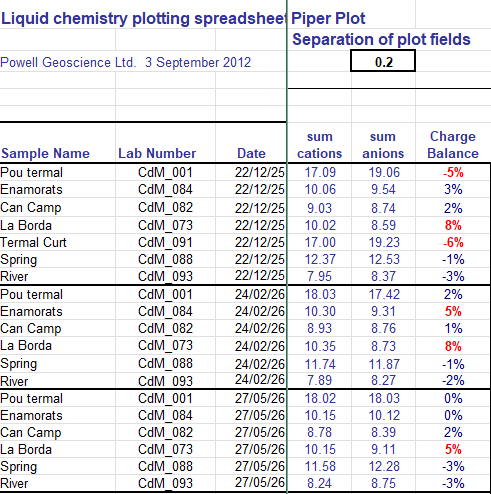 Liquid chemistry plotting spreadsheet Piper Plot
Separation of plot fields
Powell Geoscience Ltd. 3 September 2012 0.2
sum sum Charge
Sample Name Lab Number Date cations anions Balance
Pou termal CdM_001 22/12/25 17.09 19.06 -5%
Enamorats CdM_084 22/12/25 10.06 9.54 3%
Can Camp CdM_082 22/12/25 9.03 8.74 2%
La Borda CdM_073 22/12/25 10.02 8.59 8%
Termal Curt CdM_091 22/12/25 17.00 19.23 -6%
Spring CdM_088 22/12/25 12.37 12.53 -1%
River CdM_093 22/12/25 7.95 8.37 -3%
Pou termal CdM_001 24/02/26 18.03 17.42 2%
Enamorats CdM_084 24/02/26 10.30 9.31 5%
Can Camp CdM_082 24/02/26 8.93 8.76 1%
La Borda CdM_073 24/02/26 10.35 8.73 8%
Spring CdM_088 24/02/26 11.74 11.87 -1%
River CdM_093 24/02/26 7.89 8.27 -2%
Pou termal CdM_001 27/05/26 18.02 18.03 0%
Enamorats CdM_084 27/05/26 10.15 10.12 0%
Can Camp CdM_082 27/05/26 8.78 8.39 2%
La Borda CdM_073 27/05/26 10.15 9.11 5%
Spring CdM_088 27/05/26 11.58 12.28 -3%
River CdM_093 27/05/26 8.24 8.75 -3%